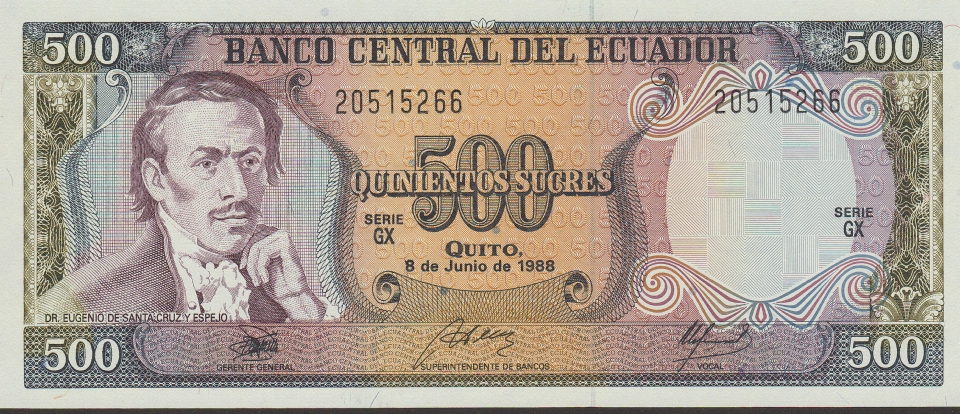 500 BANCO CENTRAL DEL ECUADOR 500
20515266 20515266
500
QUINIENTOS SUCRES
SERIE GX
SERIE GX
QUITO,
8 de Junio de 1988
DR. EUGENIO DE SANTA CRUZ Y ESPEJO
500 GERENTE GENERAL SUPERINTENDENTE DE BANCOS VOCAL 500